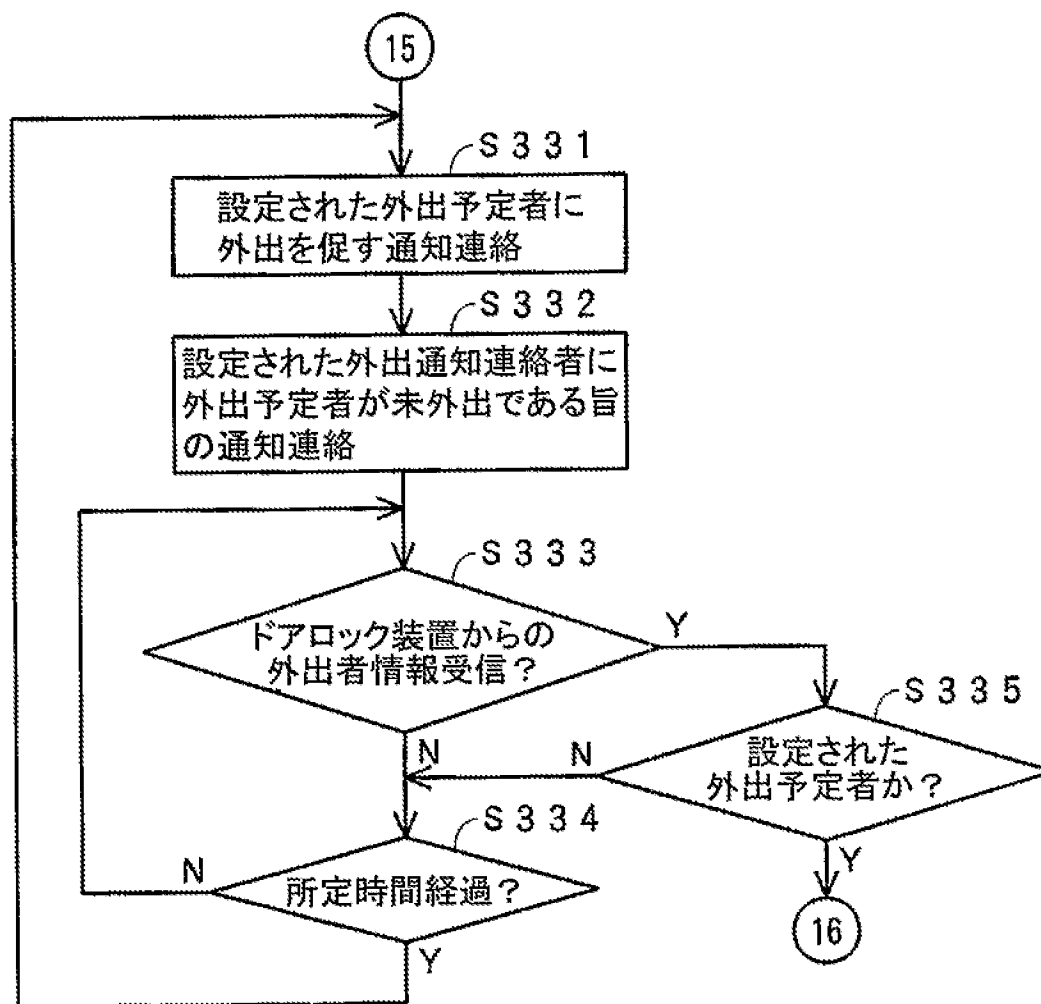 15
S331
設定された外出予定者に
外出を促す通知連絡
S332
設定された外出通知連絡者に
外出予定者が未外出である旨
の通知連絡
S333
ドアロック装置からの
外出者情報受信？
Y
N
S335
設定された
外出予定者か？
N
Y
S334
所定時間経過？
N
Y
16